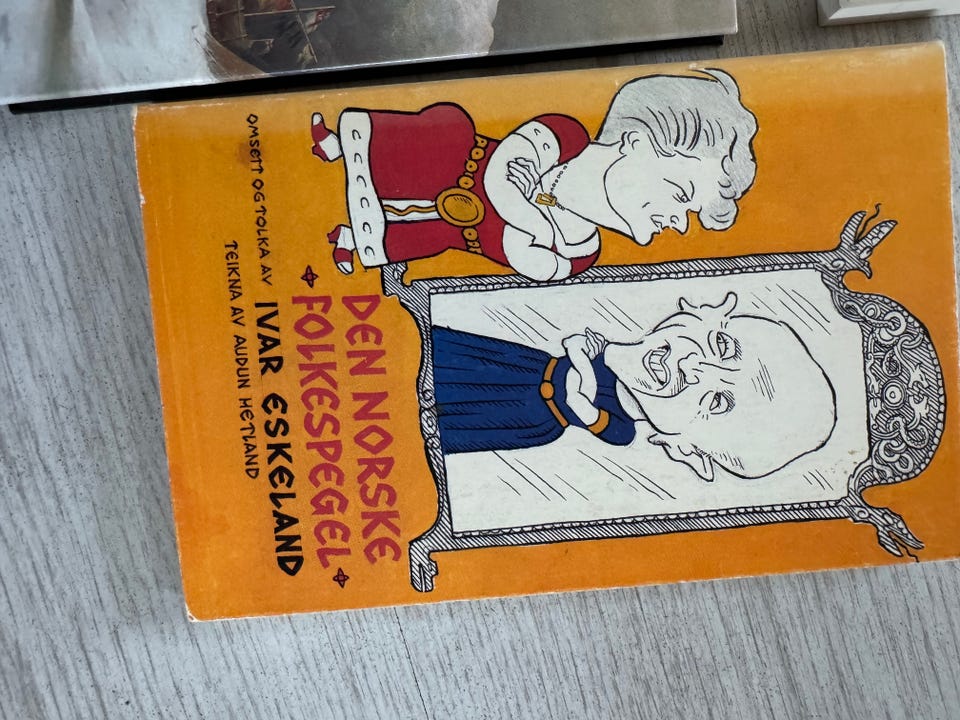 DEN NORSKE
FOLKESPEGEL
OMSETT OG TOLKA AV IVAR ESKELAND
TEIKNA AV AUDUN HETLAND